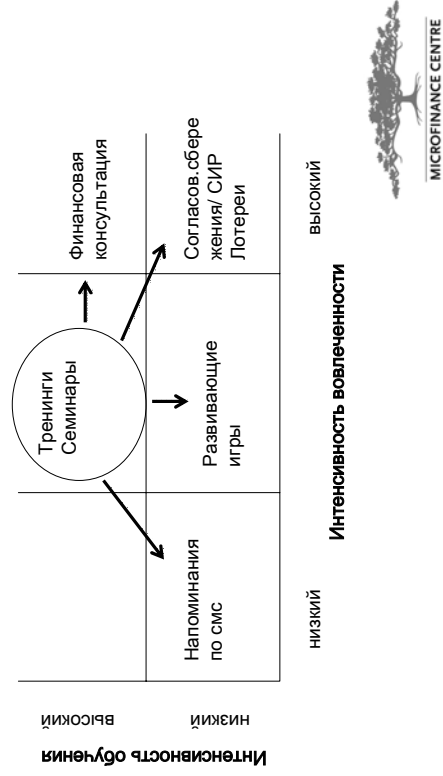 Интенсивность обучения
высокий
низкий
Тренинги
Семинары
Финансовая
консультация
Напоминания
по смс
Развивающие
игры
Согласов.сбере
жения/ СИР
Лотереи
низкий
высокий
Интенсивность вовлеченности
MICROFINANCE CENTRE